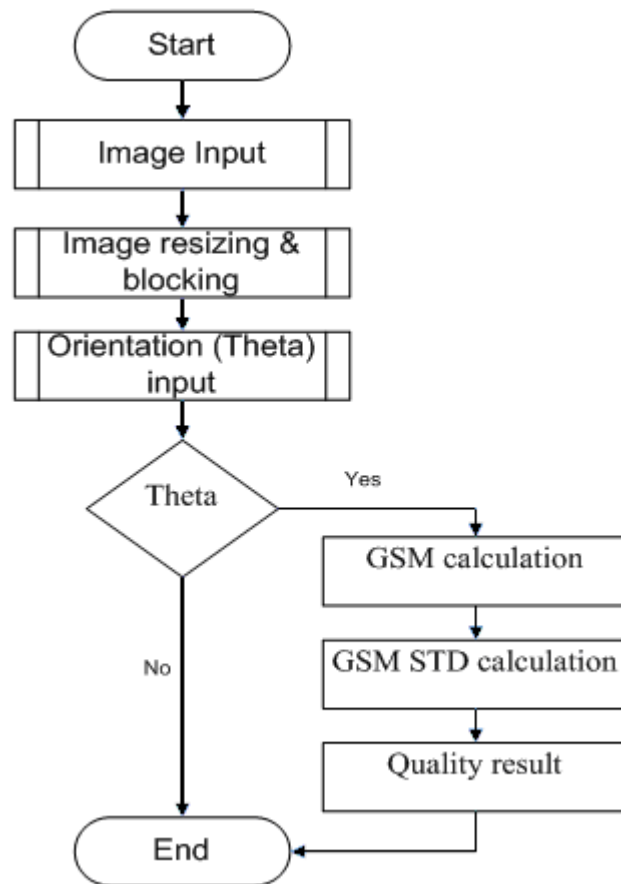 Start
Image Input
Image resizing &
blocking
Orientation (Theta)
input
Theta
Yes
GSM calculation
GSM STD calculation
No
Quality result
End